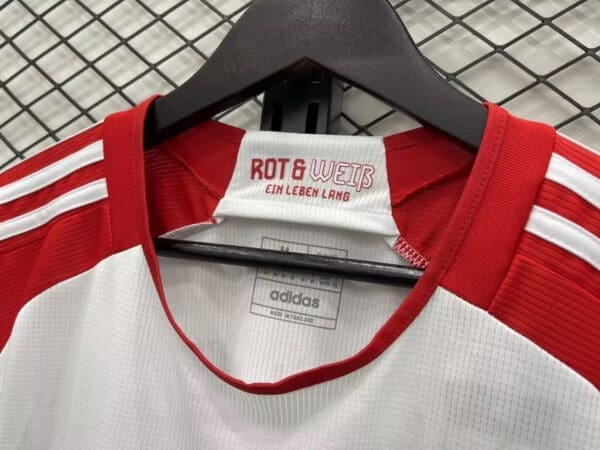 ROT & WEIß
EIN LEBEN LANG
M
adidas
MADE IN THAILAND